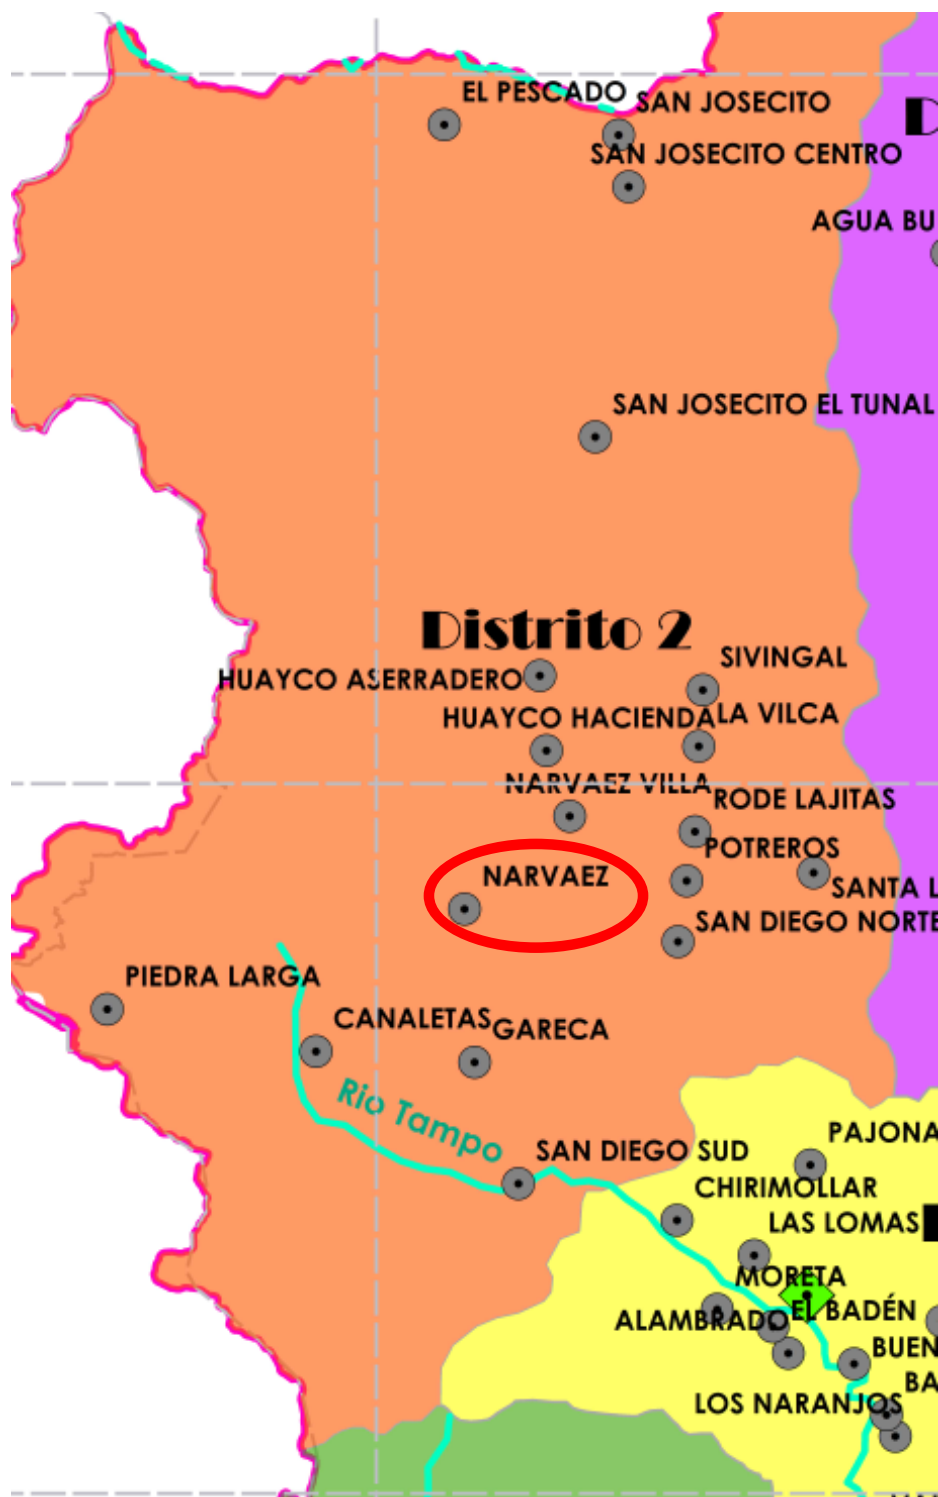 EL PESCADO
SAN JOSECITO
SAN JOSECITO CENTRO
AGUA BU
SAN JOSECITO EL TUNAL
Distrito 2
SIVINGAL
HUAYCO ASERRADERO
HUAYCO HACIENDA
LA VILCA
NARVAEZ VILLA
RODE LAJITAS
POTREROS
NARVAEZ
SANTA L
SAN DIEGO NORTE
PIEDRA LARGA
CANALETAS
GARECA
Rio Tampo
PAJONA
SAN DIEGO SUD
CHIRIMOLLAR
LAS LOMAS
MORETA
EL BADÉN
ALAMBRADO
BUEN
BA
LOS NARANJOS